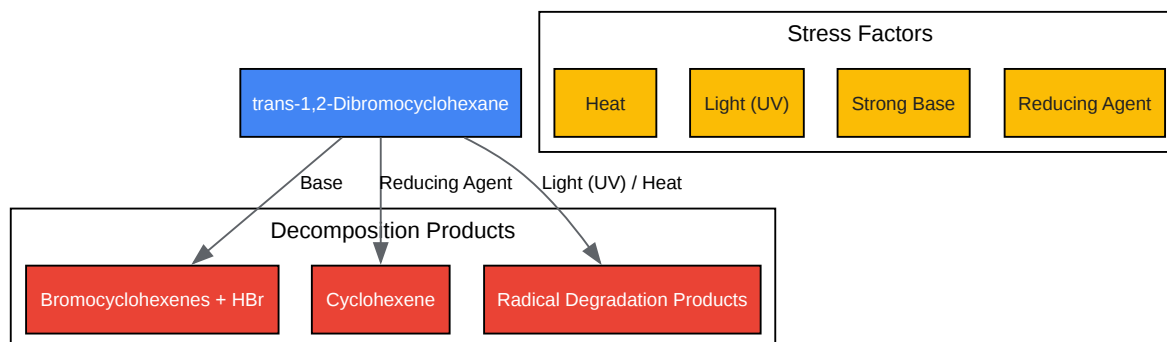 Stress Factors
trans-1,2-Dibromocyclohexane
Heat
Light (UV)
Strong Base
Reducing Agent
Base
Reducing Agent
Light (UV) / Heat
Decomposition Products
Bromocyclohexenes + HBr
Cyclohexene
Radical Degradation Products